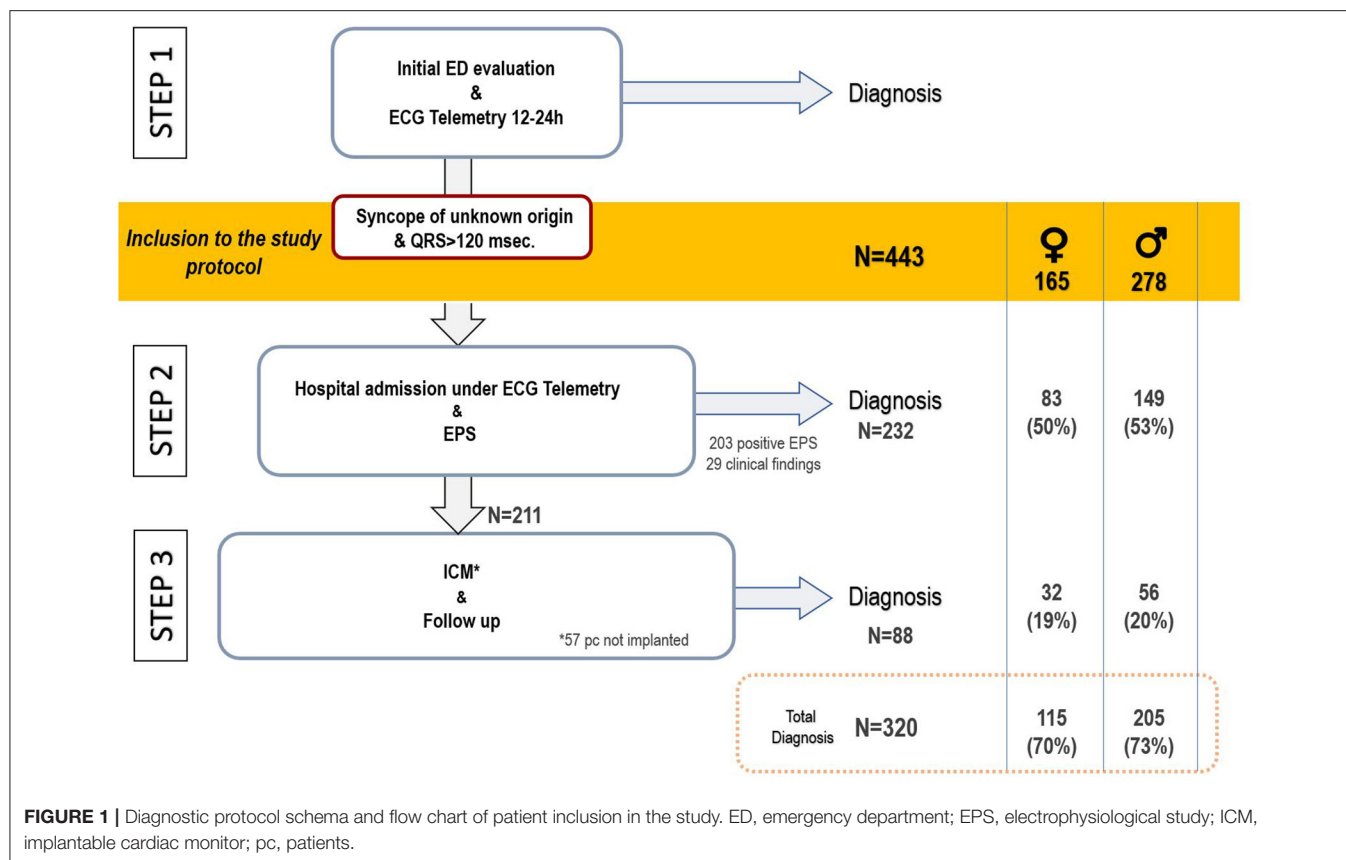 STEP 1
Initial ED evaluation
&
ECG Telemetry 12-24h
Diagnosis
Inclusion to the study
protocol
Syncope of unknown origin
& QRS>120 msec.
N=443
♀
165
♂
278
STEP 2
Hospital admission under ECG Telemetry
&
EPS
203 positive EPS
29 clinical findings
Diagnosis
N=232
83
(50%)
149
(53%)
N=211
STEP 3
ICM*
&
Follow up
*57 pc not implanted
Diagnosis
N=88
32
(19%)
56
(20%)
Total
Diagnosis
N=320
115
(70%)
205
(73%)
FIGURE 1 | Diagnostic protocol schema and flow chart of patient inclusion in the study. ED, emergency department; EPS, electrophysiological study; ICM,
implantable cardiac monitor; pc, patients.